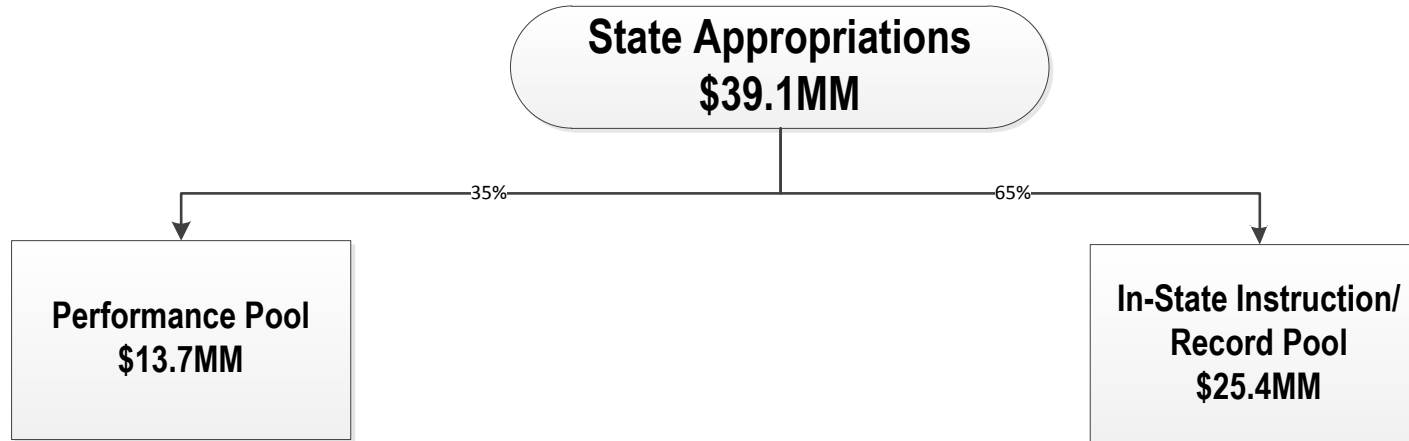 State Appropriations
$39.1MM
35%
65%
Performance Pool
$13.7MM
In-State Instruction/
Record Pool
$25.4MM